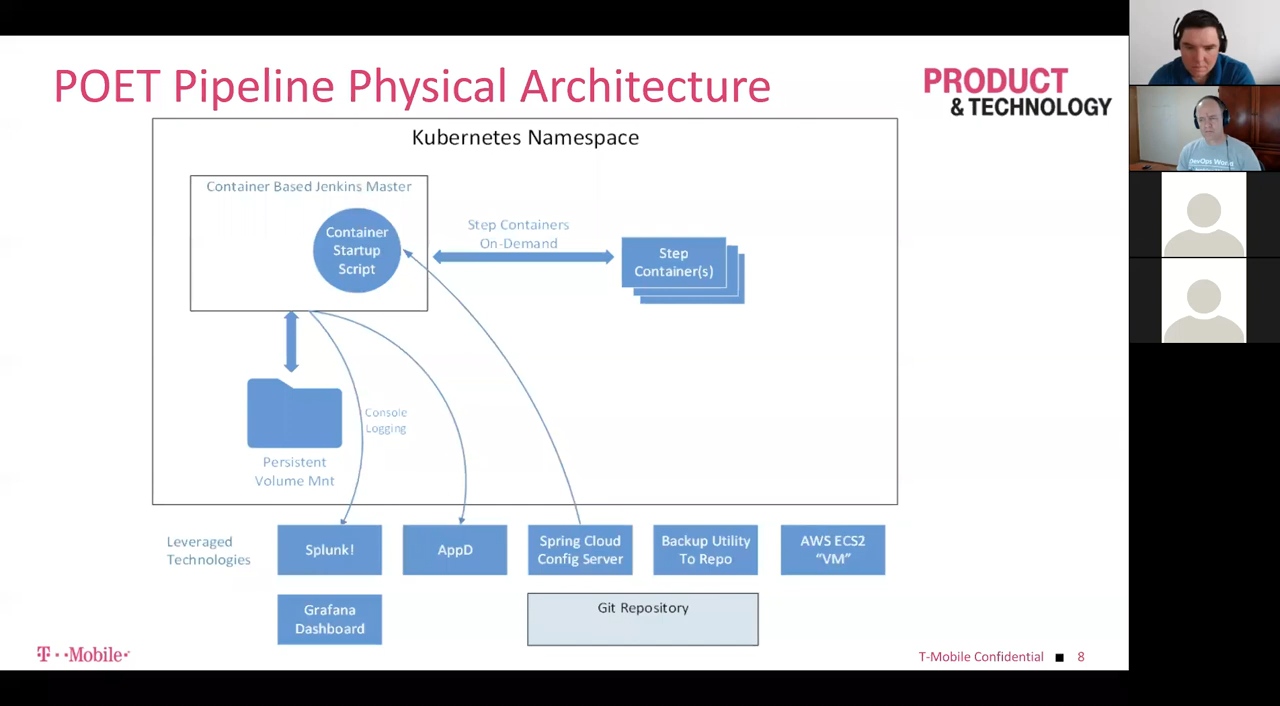 POET Pipeline Physical Architecture
PRODUCT
& TECHNOLOGY
Kubernetes Namespace
Container Based Jenkins Master
Container
Startup
Script
Step Containers
On-Demand
Step
Container(s)
Console
Logging
Persistent
Volume Mnt
Leveraged
Technologies
Splunk!
AppD
Spring Cloud
Config Server
Backup Utility
To Repo
AWS ECS2
“VM”
Grafana
Dashboard
Git Repository
T··Mobile·
T-Mobile Confidential ■ 8
DevOps World